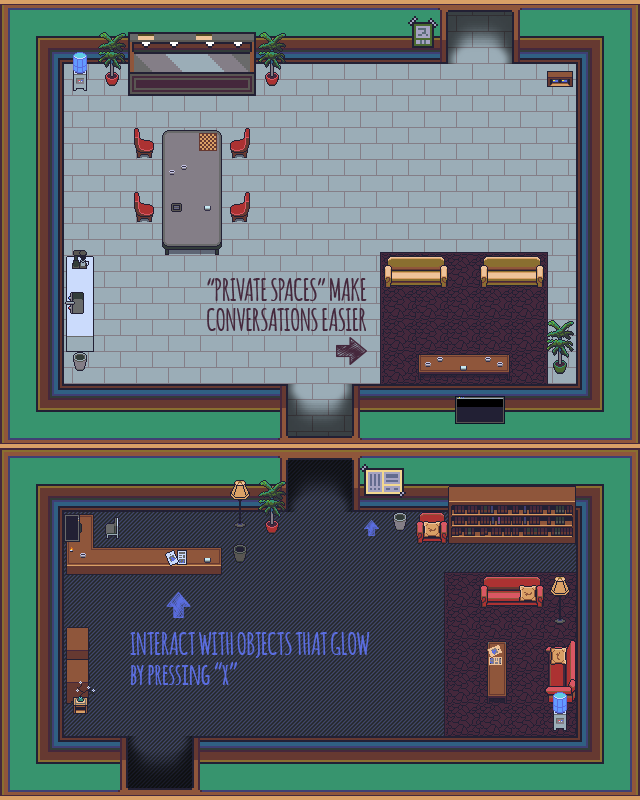 “PRIVATE SPACES” MAKE
CONVERSATIONS EASIER
INTERACT WITH OBJECTS THAT GLOW
BY PRESSING “X”